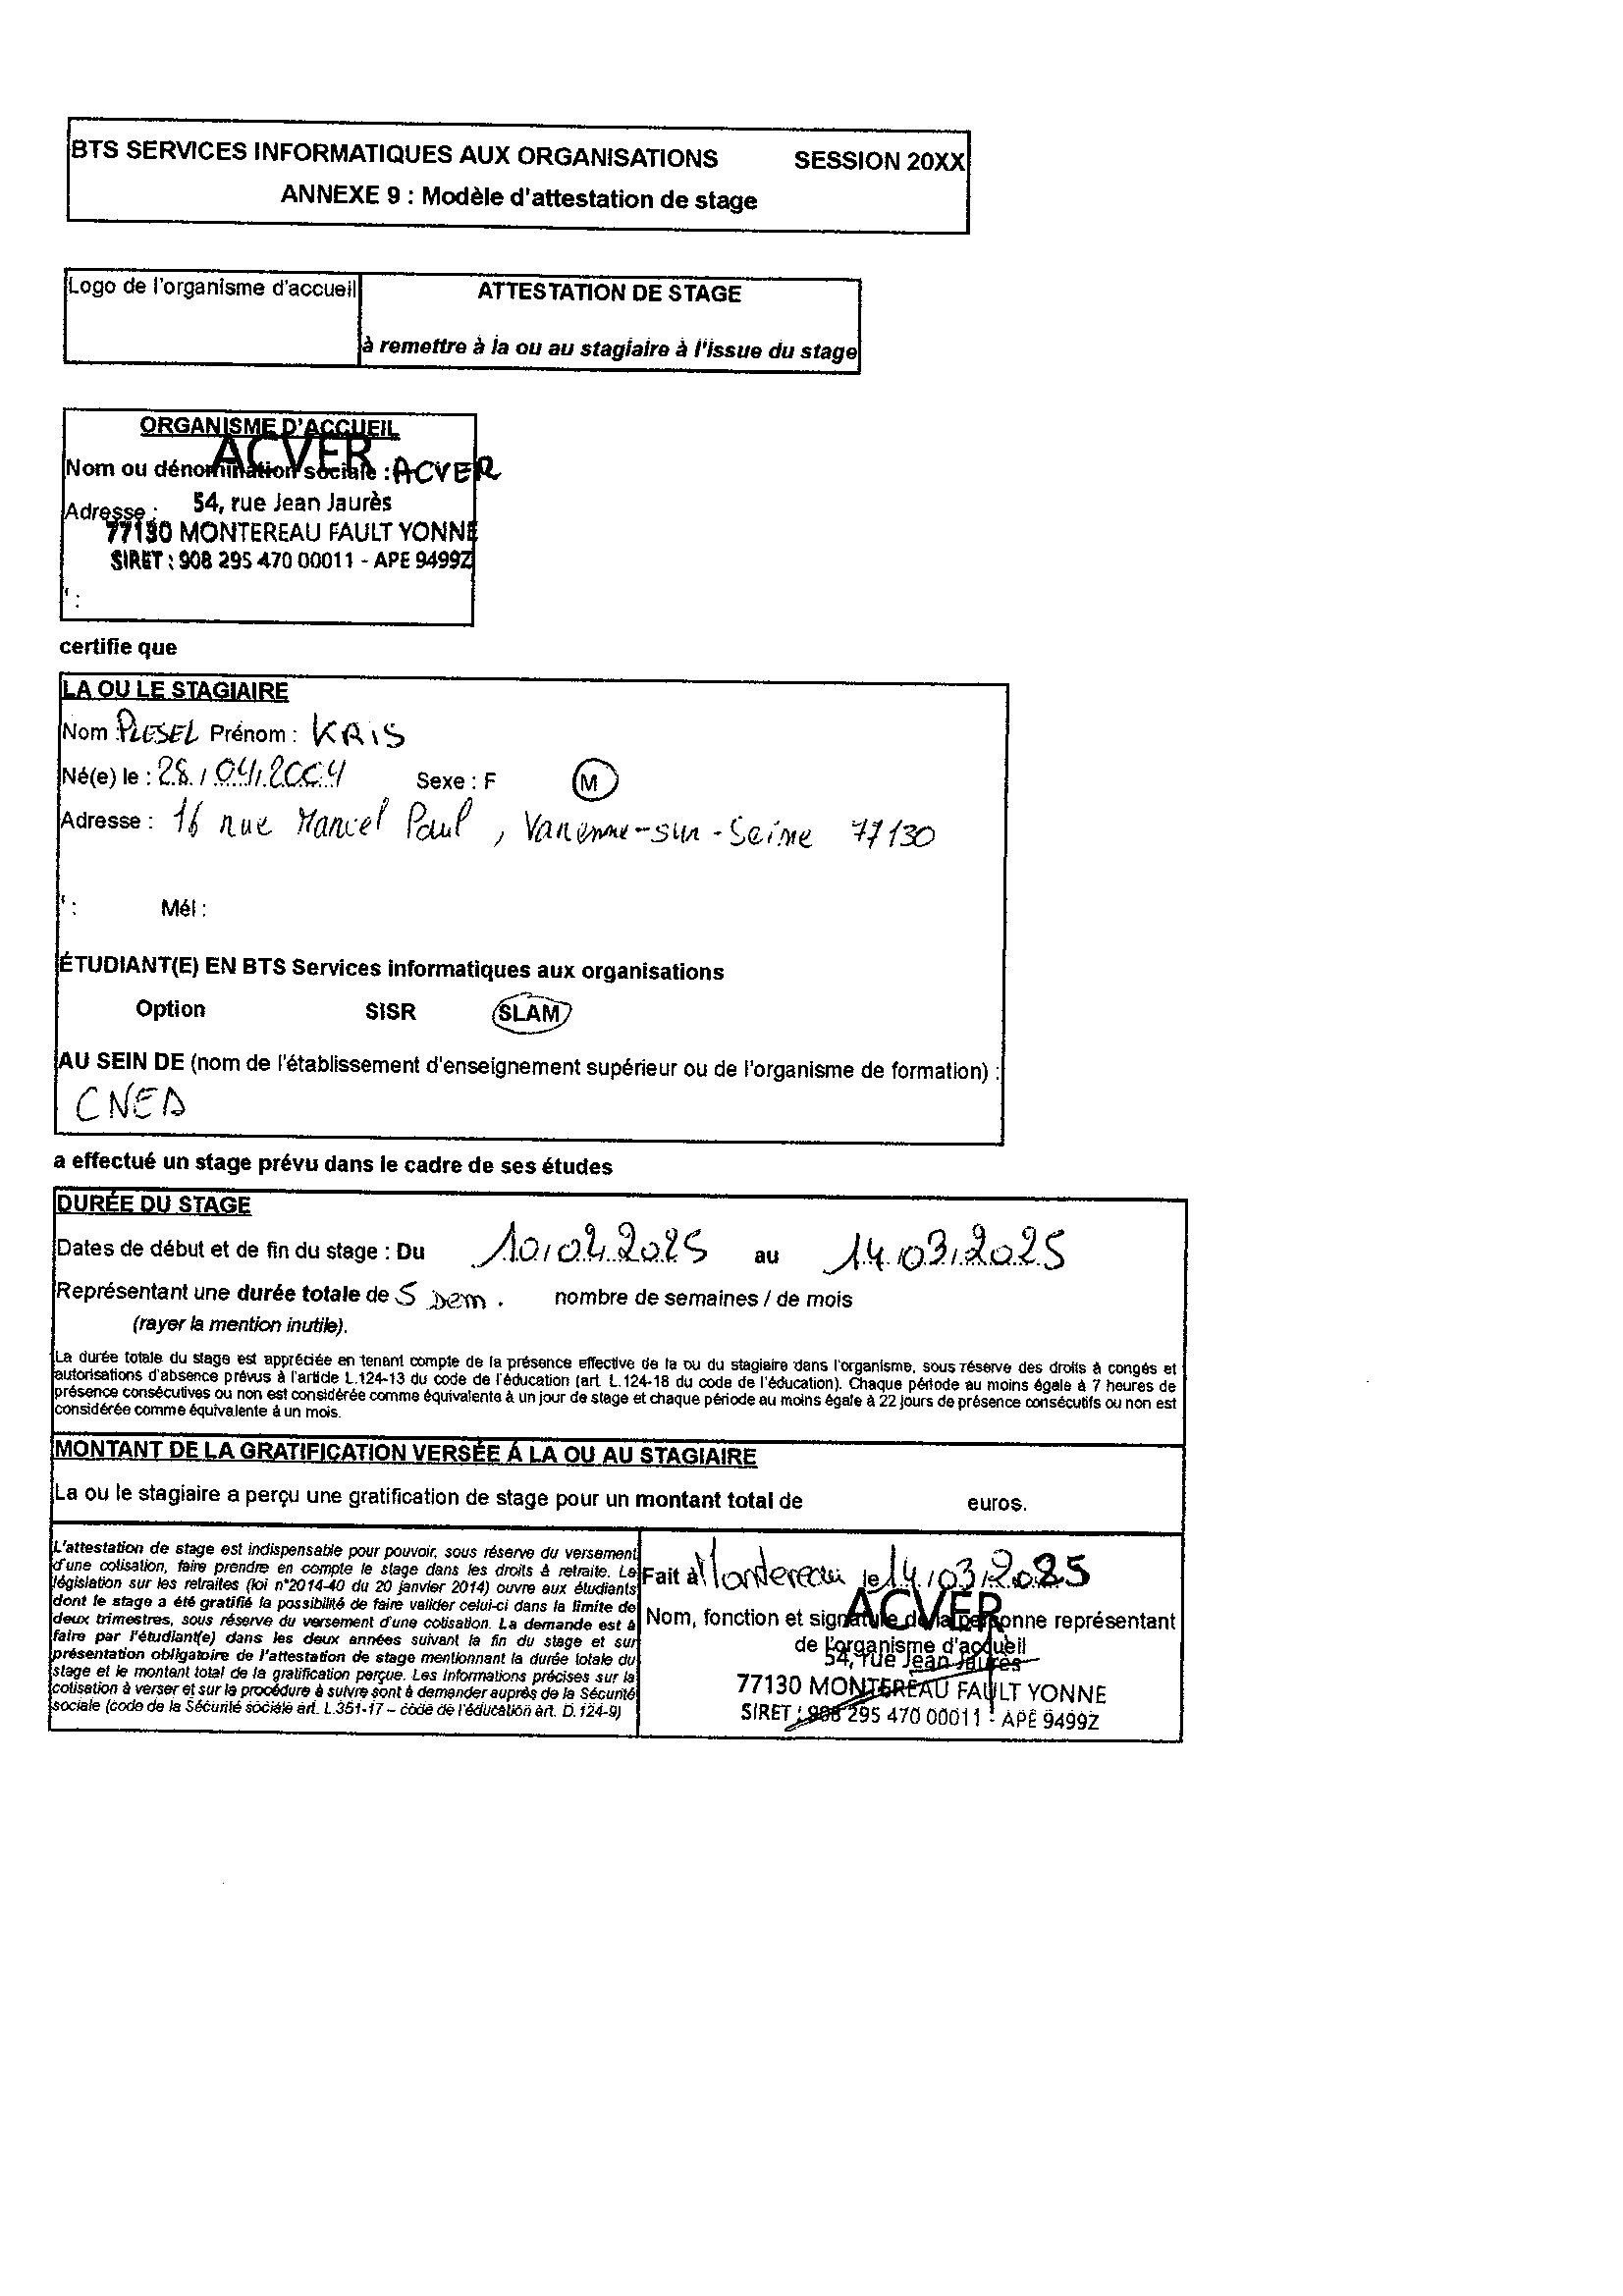 BTS SERVICES INFORMATIQUES AUX ORGANISATIONS SESSION 20XX
ANNEXE 9 : Modèle d'attestation de stage
Logo de l'organisme d'accueil
ATTESTATION DE STAGE
à remettre à la ou au stagiaire à l'issue du stage
ORGANISME D'ACCUEIL
ACVER
Nom ou dénomination sociale : ACVER
Adresse : 54, rue Jean Jaurès
77130 MONTEREAU FAULT YONNE
SIRET : 908 295 470 00011 - APE 9499Z
' :
certifie que
LA OU LE STAGIAIRE
Nom : PLESEL Prénom : KRIS
Né(e) le : 28/04/2004 Sexe : F M
Adresse : 16 rue Marcel Paul, Varenne-sur-Seine 77130
' : Mél :
ÉTUDIANT(E) EN BTS Services informatiques aux organisations
Option SISR SLAM
AU SEIN DE (nom de l'établissement d'enseignement supérieur ou de l'organisme de formation) :
CNED
a effectué un stage prévu dans le cadre de ses études
DURÉE DU STAGE
Dates de début et de fin du stage : Du 10/02/2025 au 14/03/2025
Représentant une durée totale de 5 sem. nombre de semaines / de mois
(rayer la mention inutile).
La durée totale du stage est appréciée en tenant compte de la présence effective de la ou du stagiaire dans l'organisme, sous réserve des droits à congés et
autorisations d'absence prévus à l'article L.124-13 du code de l'éducation (art. L.124-18 du code de l'éducation). Chaque période au moins égale à 7 heures de
présence consécutives ou non est considérée comme équivalente à un jour de stage et chaque période au moins égale à 22 jours de présence consécutifs ou non est
considérée comme équivalente à un mois.
MONTANT DE LA GRATIFICATION VERSÉE À LA OU AU STAGIAIRE
La ou le stagiaire a perçu une gratification de stage pour un montant total de euros.
L'attestation de stage est indispensable pour pouvoir, sous réserve du versement
d'une cotisation, faire prendre en compte le stage dans les droits à retraite. La
législation sur les retraites (loi n°2014-40 du 20 janvier 2014) ouvre aux étudiants
dont le stage a été gratifié la possibilité de faire valider celui-ci dans la limite de
deux trimestres, sous réserve du versement d'une cotisation. La demande est à
faire par l'étudiant(e) dans les deux années suivant la fin du stage et sur
présentation obligatoire de l'attestation de stage mentionnant la durée totale du
stage et le montant total de la gratification perçue. Les informations précises sur la
cotisation à verser et sur la procédure à suivre sont à demander auprès de la Sécurité
sociale (code de la Sécurité sociale art. L.351-17 – code de l'éducation art. D.124-9)
Fait à Montereau le 14/03/2025
ACVER
Nom, fonction et signature de la personne représentant
de l'organisme d'accueil
54, rue Jean Jaurès
77130 MONTEREAU FAULT YONNE
SIRET : 908 295 470 00011 - APE 9499Z